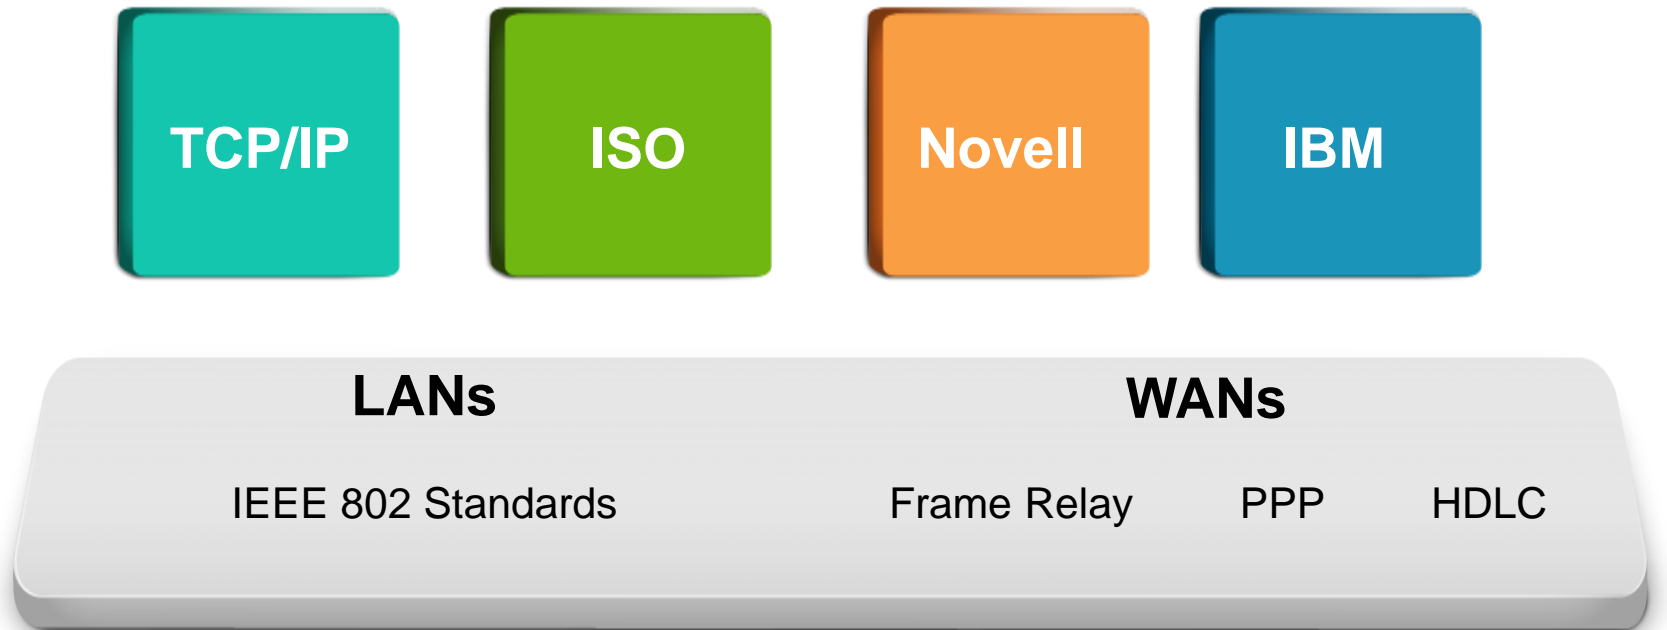 TCP/IP ISO Novell IBM
LANs WANs
IEEE 802 Standards Frame Relay PPP HDLC